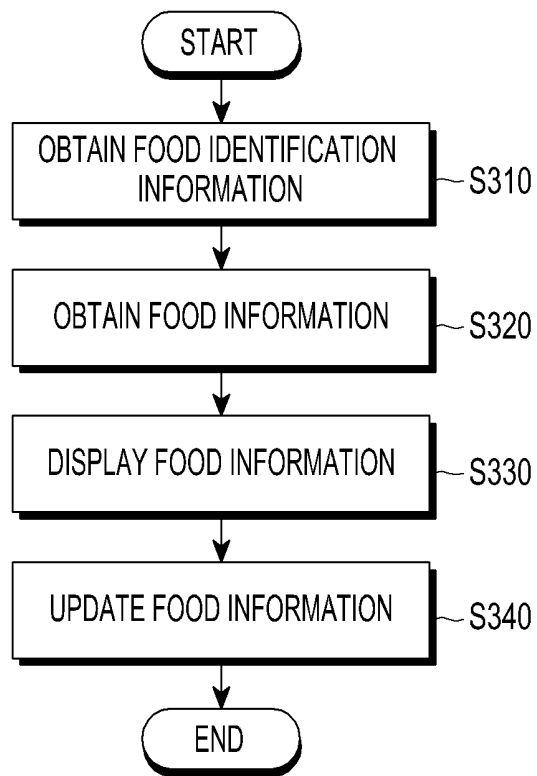 START
OBTAIN FOOD IDENTIFICATION
INFORMATION
S310
OBTAIN FOOD INFORMATION
S320
DISPLAY FOOD INFORMATION
S330
UPDATE FOOD INFORMATION
S340
END